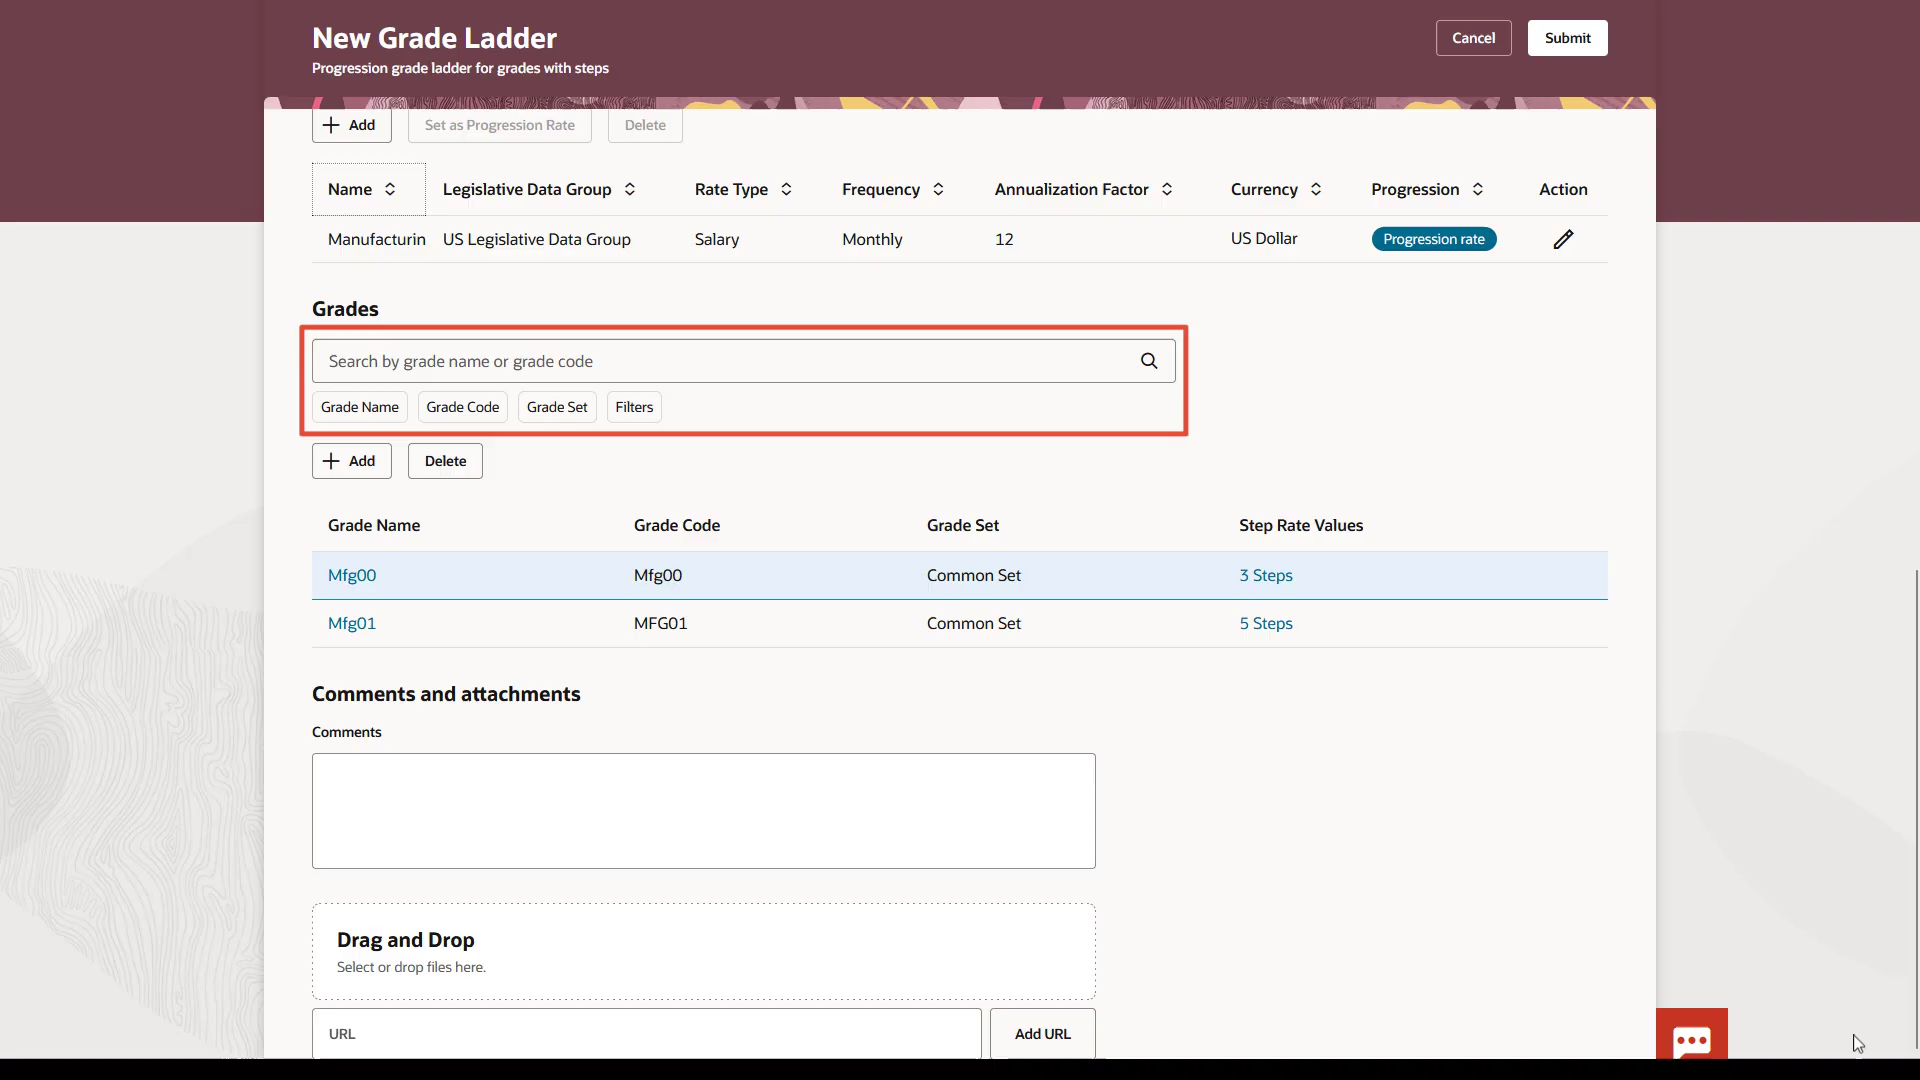 New Grade Ladder
Cancel
Submit
Progression grade ladder for grades with steps
Add
Set as Progression Rate
Delete
Name
Legislative Data Group
Rate Type
Frequency
Annualization Factor
Currency
Progression
Action
Manufacturin
US Legislative Data Group
Salary
Monthly
12
US Dollar
Progression rate
Grades
Search by grade name or grade code
Grade Name
Grade Code
Grade Set
Filters
Add
Delete
Grade Name
Grade Code
Grade Set
Step Rate Values
Mfg00
Mfg00
Common Set
3 Steps
Mfg01
MFG01
Common Set
5 Steps
Comments and attachments
Comments
Drag and Drop
Select or drop files here.
URL
Add URL